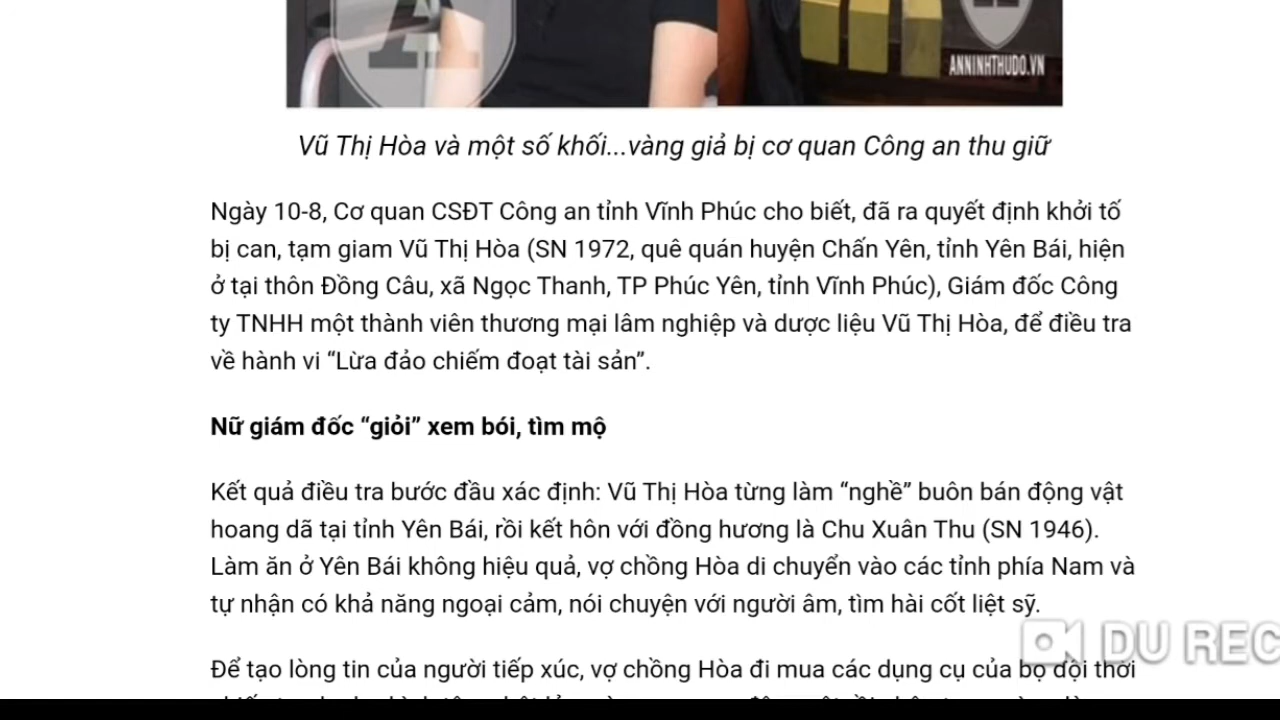 A
ANNINHTHUDO.VN
Vũ Thị Hòa và một số khối...vàng giả bị cơ quan Công an thu giữ
Ngày 10-8, Cơ quan CSĐT Công an tỉnh Vĩnh Phúc cho biết, đã ra quyết định khởi tố
bị can, tạm giam Vũ Thị Hòa (SN 1972, quê quán huyện Chấn Yên, tỉnh Yên Bái, hiện
ở tại thôn Đồng Câu, xã Ngọc Thanh, TP Phúc Yên, tỉnh Vĩnh Phúc), Giám đốc Công
ty TNHH một thành viên thương mại lâm nghiệp và dược liệu Vũ Thị Hòa, để điều tra
về hành vi “Lừa đảo chiếm đoạt tài sản”.
Nữ giám đốc “giỏi” xem bói, tìm mộ
Kết quả điều tra bước đầu xác định: Vũ Thị Hòa từng làm “nghề” buôn bán động vật
hoang dã tại tỉnh Yên Bái, rồi kết hôn với đồng hương là Chu Xuân Thu (SN 1946).
Làm ăn ở Yên Bái không hiệu quả, vợ chồng Hòa di chuyển vào các tỉnh phía Nam và
tự nhận có khả năng ngoại cảm, nói chuyện với người âm, tìm hài cốt liệt sỹ.
DU REC
Để tạo lòng tin của người tiếp xúc, vợ chồng Hòa đi mua các dụng cụ của bộ đội thời